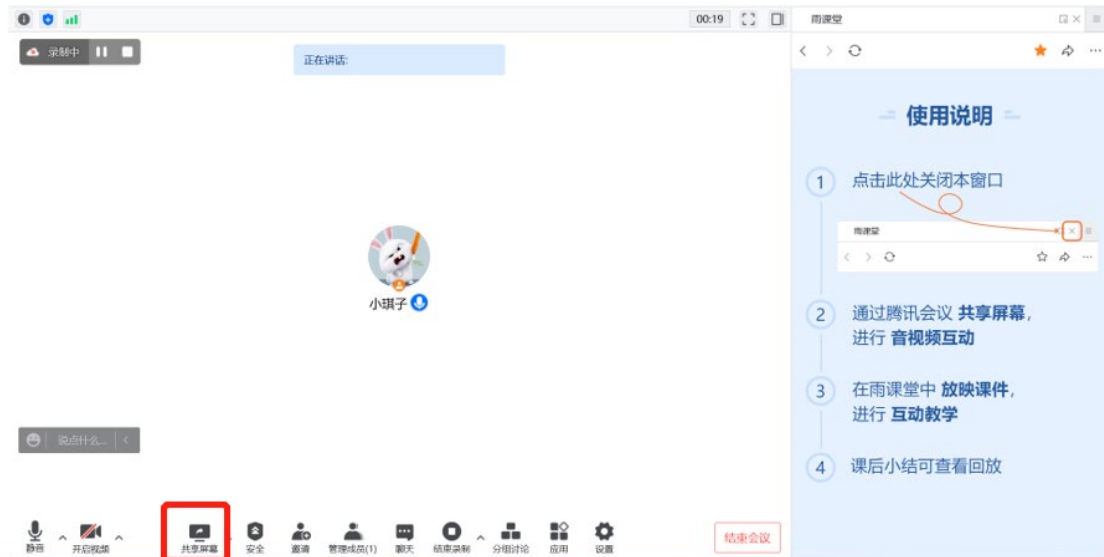 00:19
录制中
正在讲话:
小琪子
说点什么...
静音
开启视频
共享屏幕
安全
邀请
管理成员(1)
聊天
结束录制
分组讨论
应用
设置
结束会议
雨课堂
使用说明
1
点击此处关闭本窗口
雨课堂
2
通过腾讯会议 共享屏幕,
进行 音视频互动
3
在雨课堂中 放映课件,
进行 互动教学
4
课后小结可查看回放